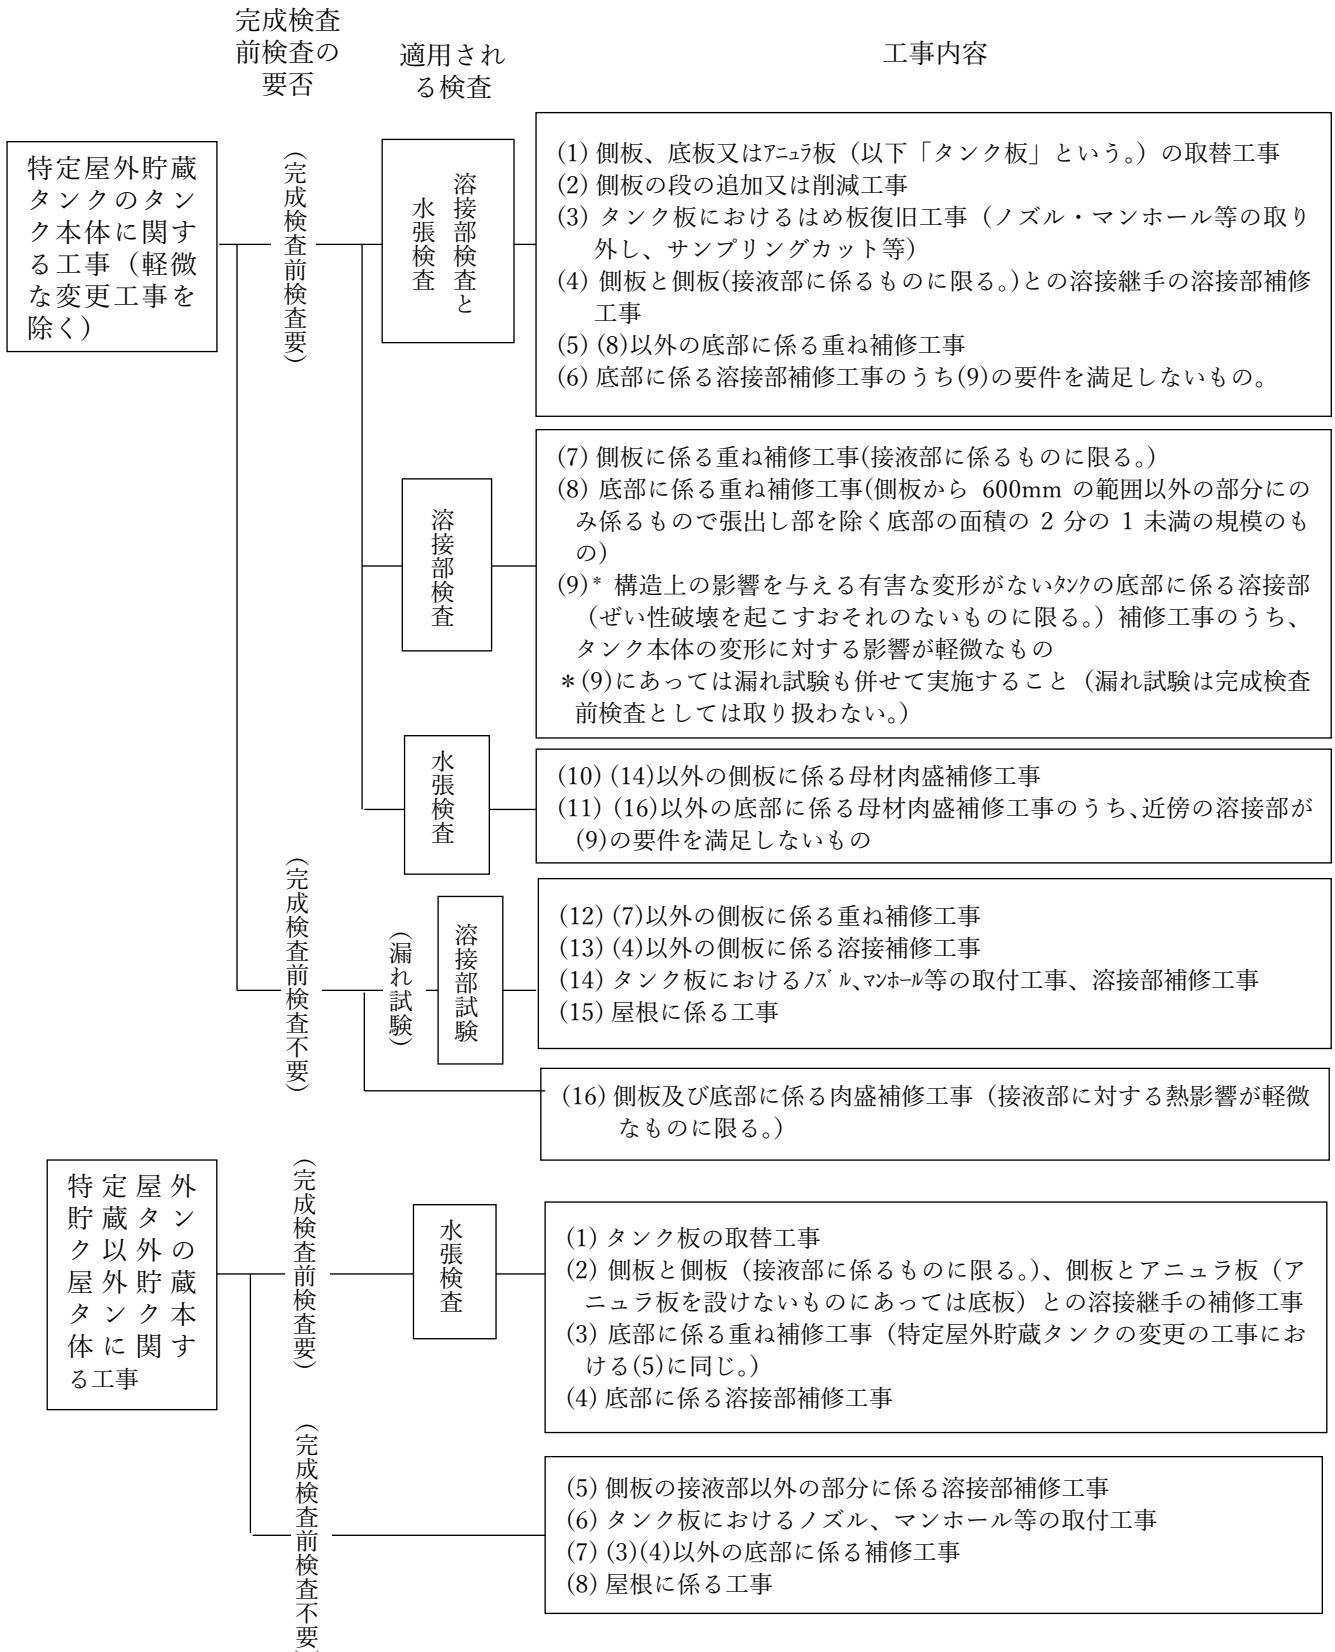 完成検査
前検査の
要否
適用され
る検査
工事内容
特定屋外貯蔵
タンクのタン
ク本体に関す
る工事（軽微
な変更工事を
除く）
（完成検査前検査要）
溶接部検査と
水張検査
(1) 側板、底板又はｱﾆｭﾗ板（以下「タンク板」という。）の取替工事
(2) 側板の段の追加又は削減工事
(3) タンク板におけるはめ板復旧工事（ノズル・マンホール等の取り
外し、サンプリングカット等）
(4) 側板と側板(接液部に係るものに限る。)との溶接継手の溶接部補修
工事
(5) (8)以外の底部に係る重ね補修工事
(6) 底部に係る溶接部補修工事のうち(9)の要件を満足しないもの。
溶接部検査
(7) 側板に係る重ね補修工事(接液部に係るものに限る。)
(8) 底部に係る重ね補修工事(側板から 600mm の範囲以外の部分にの
み係るもので張出し部を除く底部の面積の 2 分の 1 未満の規模のも
の)
(9)* 構造上の影響を与える有害な変形がないﾀﾝｸの底部に係る溶接部
（ぜい性破壊を起こすおそれのないものに限る。）補修工事のうち、
タンク本体の変形に対する影響が軽微なもの
＊(9)にあっては漏れ試験も併せて実施すること（漏れ試験は完成検査
前検査としては取り扱わない。）
水張検査
(10) (14)以外の側板に係る母材肉盛補修工事
(11) (16)以外の底部に係る母材肉盛補修工事のうち、近傍の溶接部が
(9)の要件を満足しないもの
（完成検査前検査不要）
（漏れ試験）
溶接部試験
(12) (7)以外の側板に係る重ね補修工事
(13) (4)以外の側板に係る溶接補修工事
(14) タンク板におけるﾉｽﾞﾙ､ﾏﾝﾎｰﾙ等の取付工事、溶接部補修工事
(15) 屋根に係る工事
(16) 側板及び底部に係る肉盛補修工事（接液部に対する熱影響が軽微
なものに限る。）
特定屋外
貯蔵タン
ク以外の
屋外貯蔵
タンク本
体に関す
る工事
（完成検査前検査要）
水張検査
(1) タンク板の取替工事
(2) 側板と側板（接液部に係るものに限る。）、側板とアニュラ板（ア
ニュラ板を設けないものにあっては底板）との溶接継手の補修工事
(3) 底部に係る重ね補修工事（特定屋外貯蔵タンクの変更の工事にお
ける(5)に同じ。）
(4) 底部に係る溶接部補修工事
（完成検査前検査不要）
(5) 側板の接液部以外の部分に係る溶接部補修工事
(6) タンク板におけるノズル、マンホール等の取付工事
(7) (3)(4)以外の底部に係る補修工事
(8) 屋根に係る工事